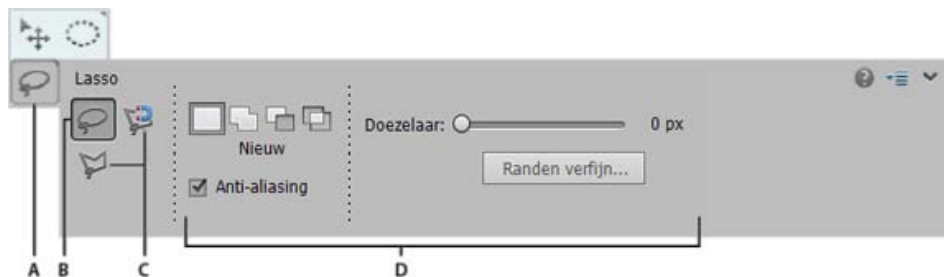 Lasso
Doezelaar: 0 px
Nieuw
Randen verfijn...
Anti-aliasing
A B C D